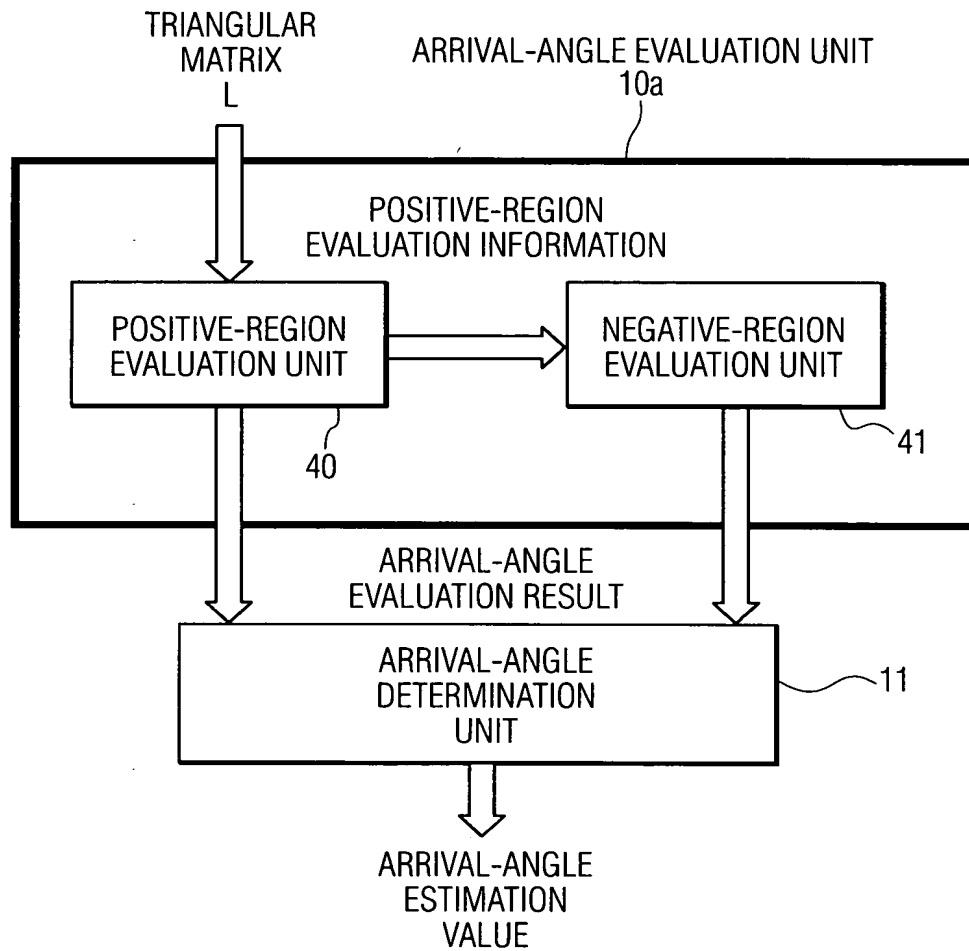 TRIANGULAR
MATRIX
L
ARRIVAL-ANGLE EVALUATION UNIT
10a
POSITIVE-REGION
EVALUATION INFORMATION
POSITIVE-REGION
EVALUATION UNIT
NEGATIVE-REGION
EVALUATION UNIT
40
41
ARRIVAL-ANGLE
EVALUATION RESULT
ARRIVAL-ANGLE
DETERMINATION
UNIT
11
ARRIVAL-ANGLE
ESTIMATION
VALUE